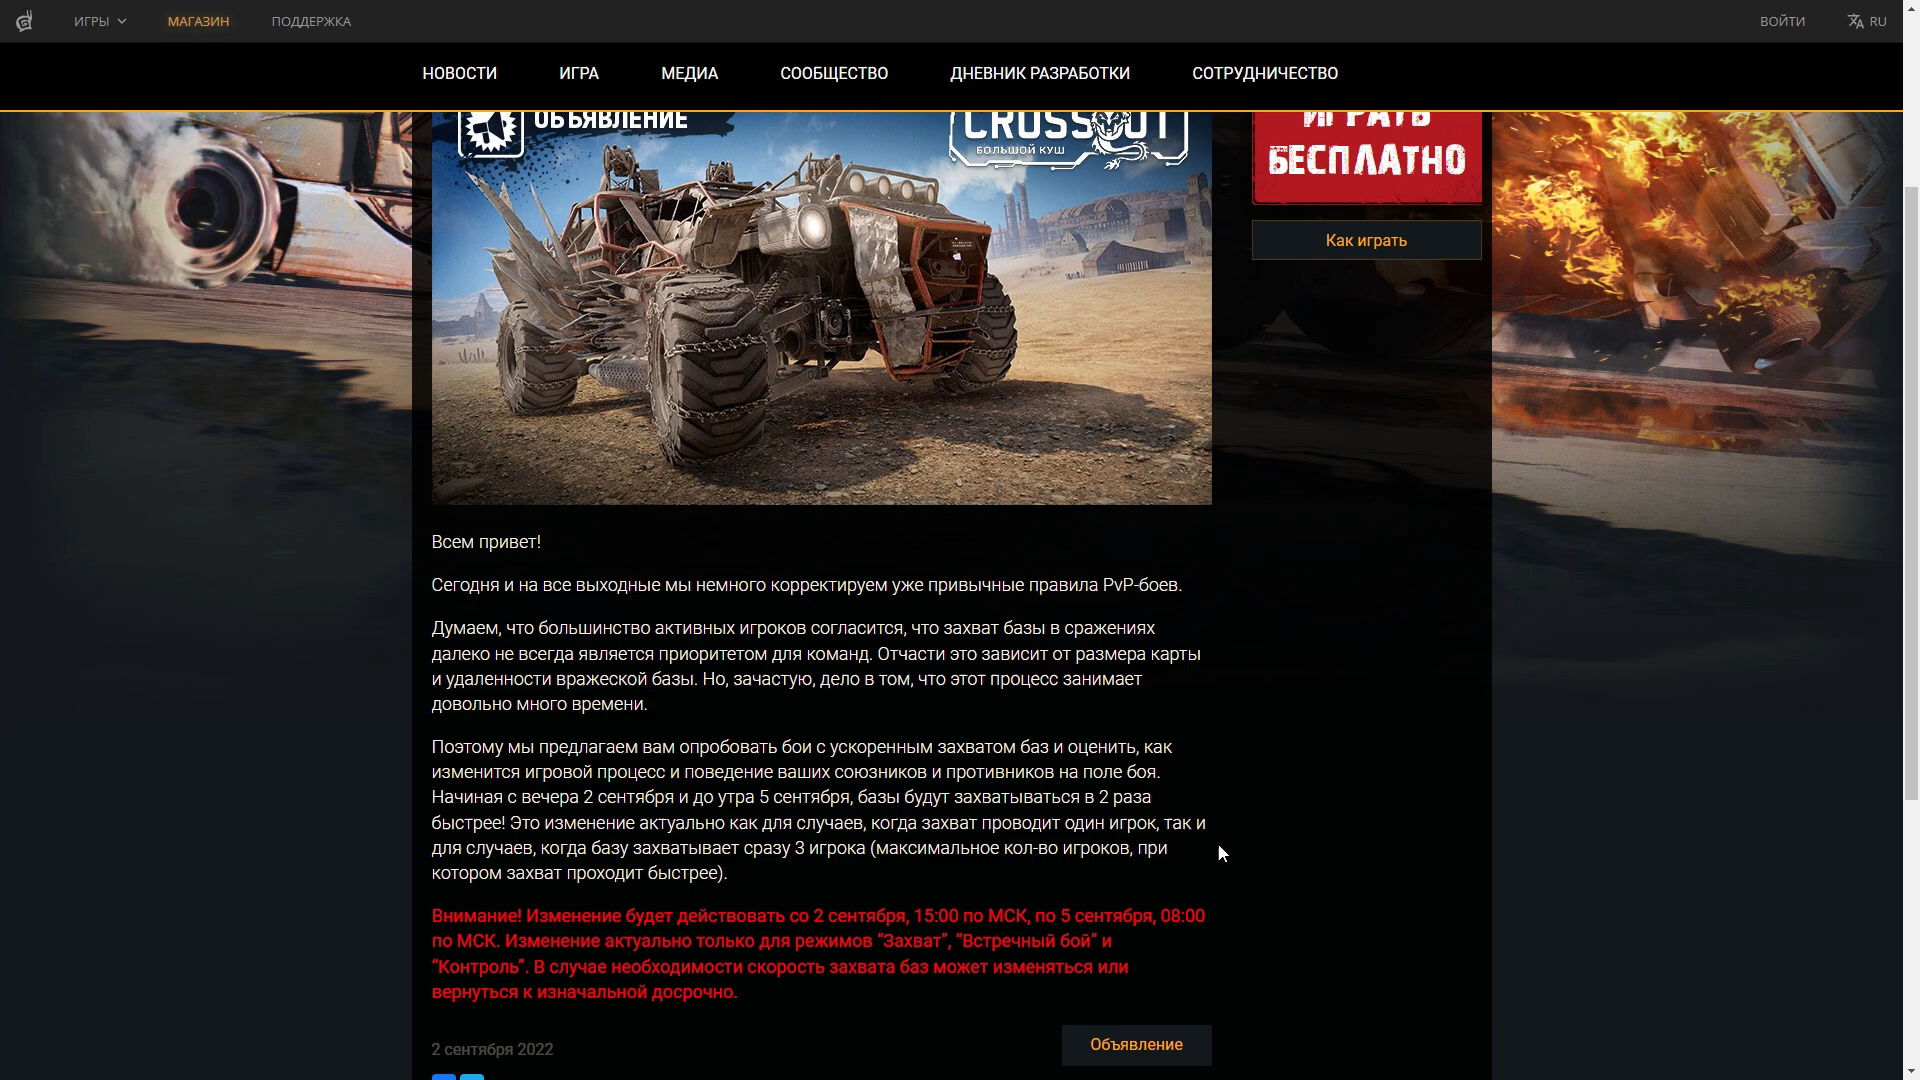 ИГРЫ
МАГАЗИН
ПОДДЕРЖКА
ВОЙТИ
RU
НОВОСТИ
ИГРА
МЕДИА
СООБЩЕСТВО
ДНЕВНИК РАЗРАБОТКИ
СОТРУДНИЧЕСТВО
ОБЪЯВЛЕНИЕ
CROSSOUT
БОЛЬШОЙ КУШ
ИГРАТЬ
БЕСПЛАТНО
Как играть
Всем привет!
Сегодня и на все выходные мы немного корректируем уже привычные правила PvP-боев.
Думаем, что большинство активных игроков согласится, что захват базы в сражениях
далеко не всегда является приоритетом для команд. Отчасти это зависит от размера карты
и удаленности вражеской базы. Но, зачастую, дело в том, что этот процесс занимает
довольно много времени.
Поэтому мы предлагаем вам опробовать бои с ускоренным захватом баз и оценить, как
изменится игровой процесс и поведение ваших союзников и противников на поле боя.
Начиная с вечера 2 сентября и до утра 5 сентября, базы будут захватываться в 2 раза
быстрее! Это изменение актуально как для случаев, когда захват проводит один игрок, так и
для случаев, когда базу захватывает сразу 3 игрока (максимальное кол-во игроков, при
котором захват проходит быстрее).
Внимание! Изменение будет действовать со 2 сентября, 15:00 по МСК, по 5 сентября, 08:00
по МСК. Изменение актуально только для режимов “Захват”, “Встречный бой” и
“Контроль”. В случае необходимости скорость захвата баз может изменяться или
вернуться к изначальной досрочно.
2 сентября 2022
Объявление